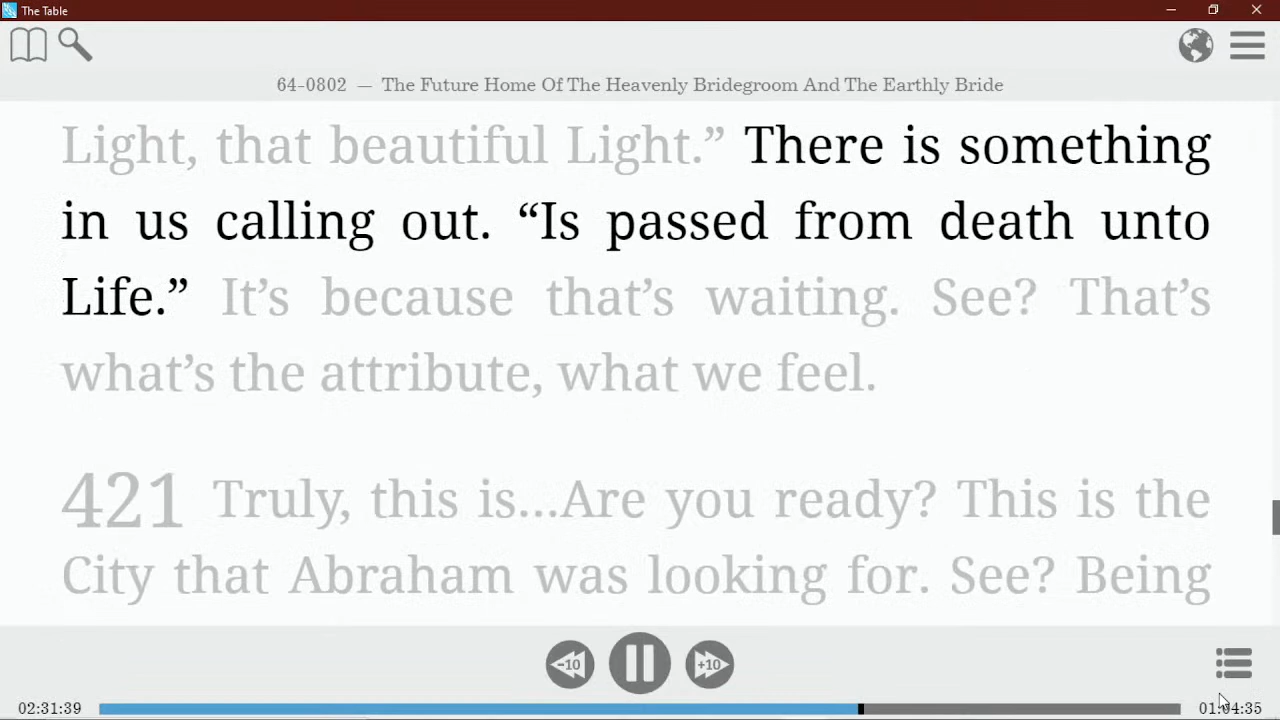 The Table
64-0802 — The Future Home Of The Heavenly Bridegroom And The Earthly Bride
Light, that beautiful Light.” There is something
in us calling out. “Is passed from death unto
Life.” It’s because that’s waiting. See? That’s
what’s the attribute, what we feel.
421 Truly, this is...Are you ready? This is the
City that Abraham was looking for. See? Being
-10 +10
02:31:39 01:04:35